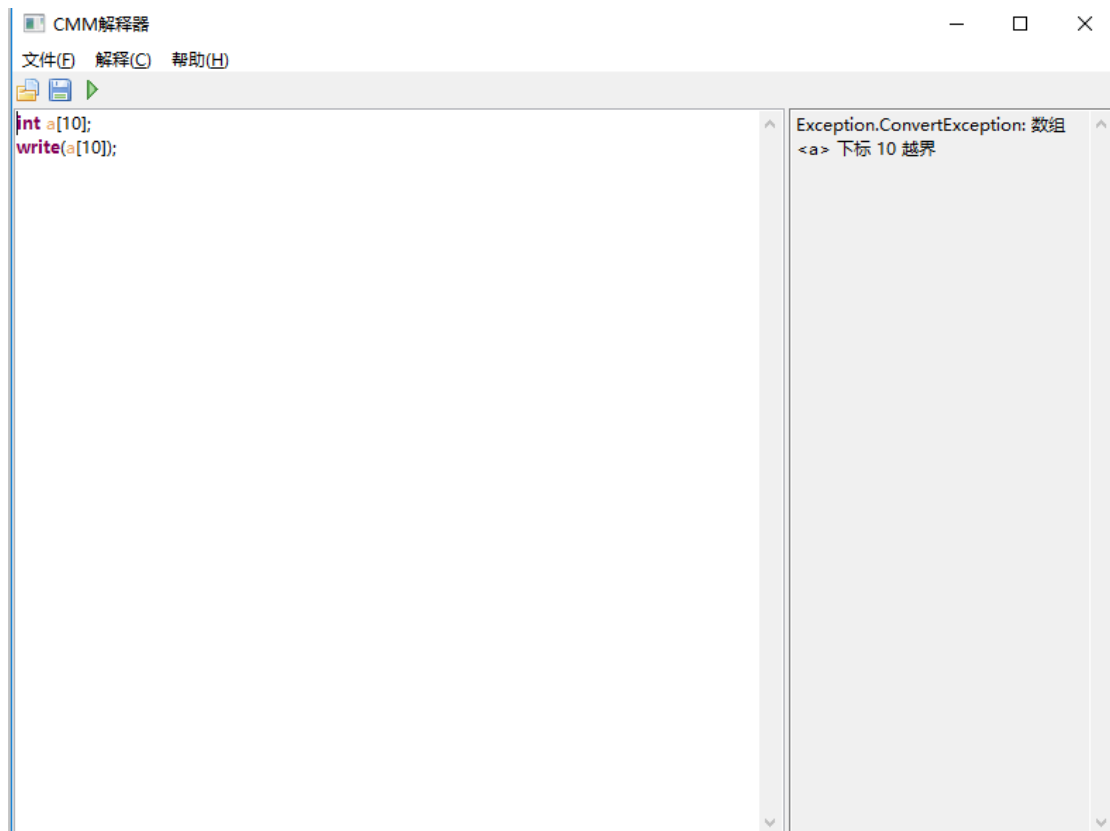 CMM解释器
文件(F) 解释(C) 帮助(H)
int a[10];
write(a[10]);
Exception.ConvertException: 数组
<a> 下标 10 越界